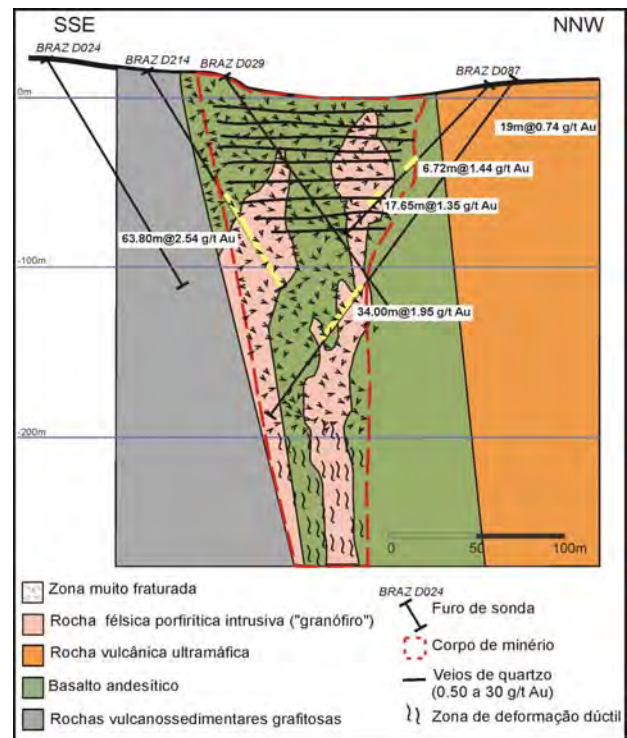 SSE
NNW
BRAZ D024
BRAZ D214
BRAZ D029
BRAZ D087
0m
19m@0.74 g/t Au
6.72m@1.44 g/t Au
17.65m@1.35 g/t Au
63.80m@2.54 g/t Au
-100m
34.00m@1.95 g/t Au
-200m
0 50 100m
Zona muito fraturada
Rocha félsica porfirítica intrusiva ("granófiro")
Rocha vulcânica ultramáfica
Basalto andesítico
Rochas vulcanossedimentares grafitosas
BRAZ D024
Furo de sonda
Corpo de minério
Veios de quartzo
(0.50 a 30 g/t Au)
Zona de deformação dúctil